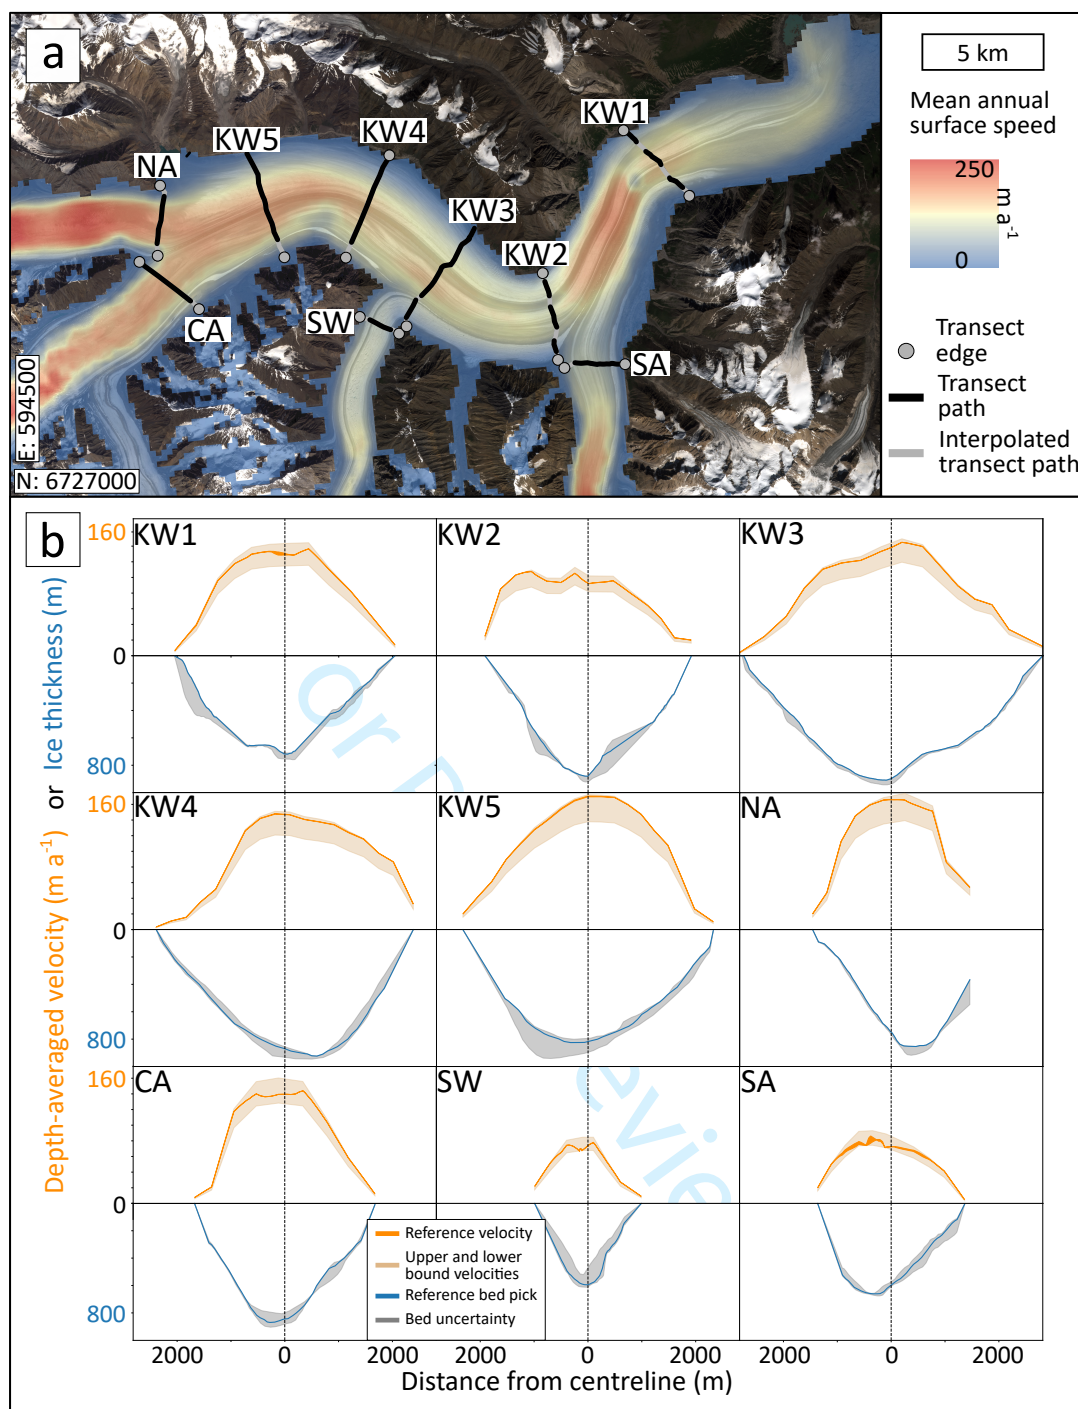 a
NA
KW5
KW4
KW3
KW1
KW2
CA
SW
SA
E: 594500
N: 6727000
5 km
Mean annual
surface speed
250
0
m a⁻¹
Transect
edge
Transect
path
Interpolated
transect path
b
Depth-averaged velocity (m a⁻¹) or Ice thickness (m)
160
0
800
KW1
KW2
KW3
160
0
800
KW4
KW5
NA
160
0
800
CA
SW
SA
Reference velocity
Upper and lower
bound velocities
Reference bed pick
Bed uncertainty
2000 0 2000 2000 0 2000 2000 0 2000
Distance from centreline (m)